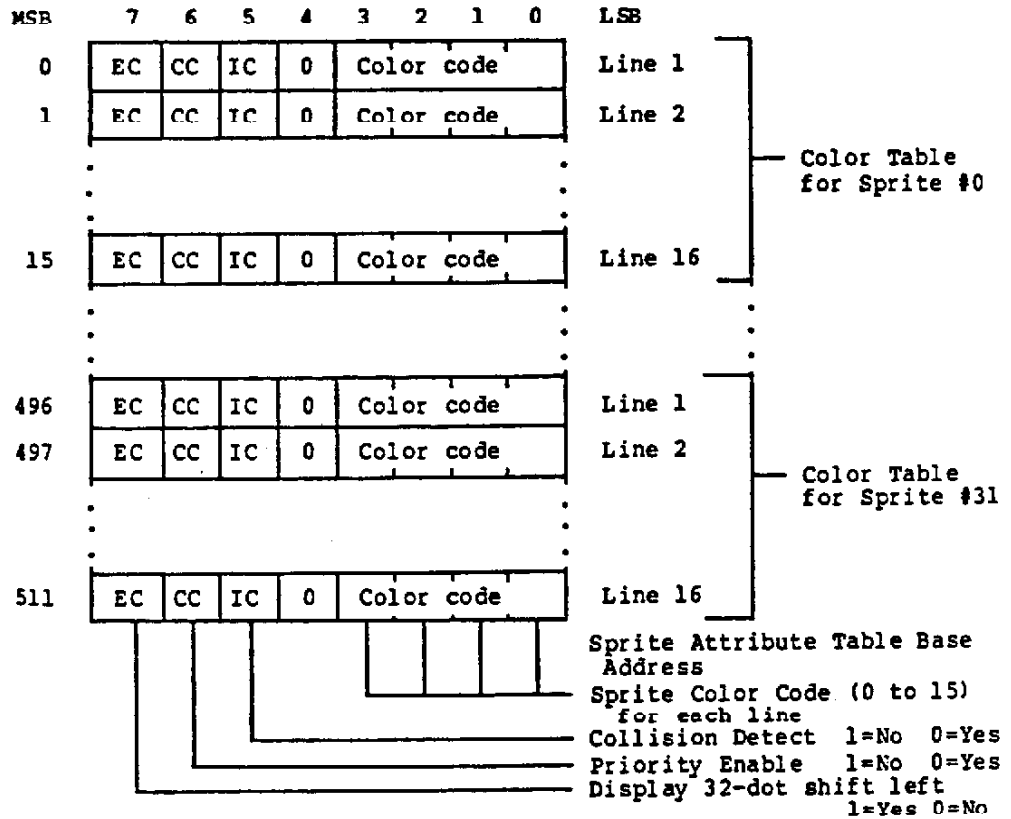 MSB 7 6 5 4 3 2 1 0 LSB
0 EC CC IC 0 Color code Line 1
1 EC CC IC 0 Color code Line 2
Color Table
for Sprite #0
15 EC CC IC 0 Color code Line 16
496 EC CC IC 0 Color code Line 1
497 EC CC IC 0 Color code Line 2
Color Table
for Sprite #31
511 EC CC IC 0 Color code Line 16
Sprite Attribute Table Base
Address
Sprite Color Code (0 to 15)
for each line
Collision Detect 1=No 0=Yes
Priority Enable 1=No 0=Yes
Display 32-dot shift left
1=Yes 0=No